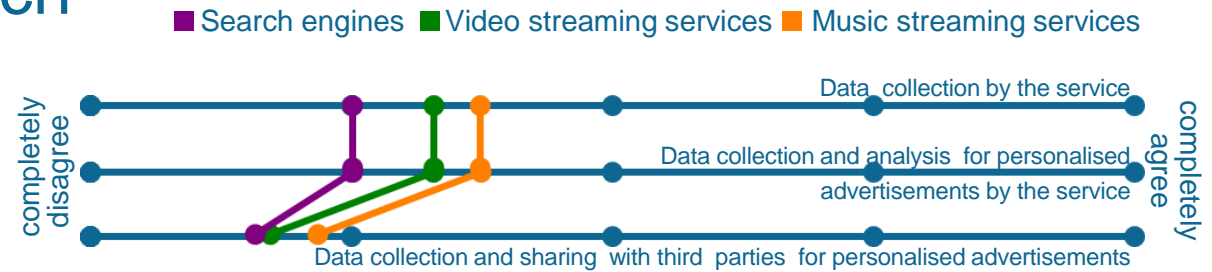 Search engines Video streaming services Music streaming services
Data collection by the service
completely disagree
completely agree
Data collection and analysis for personalised
advertisements by the service
Data collection and sharing with third parties for personalised advertisements